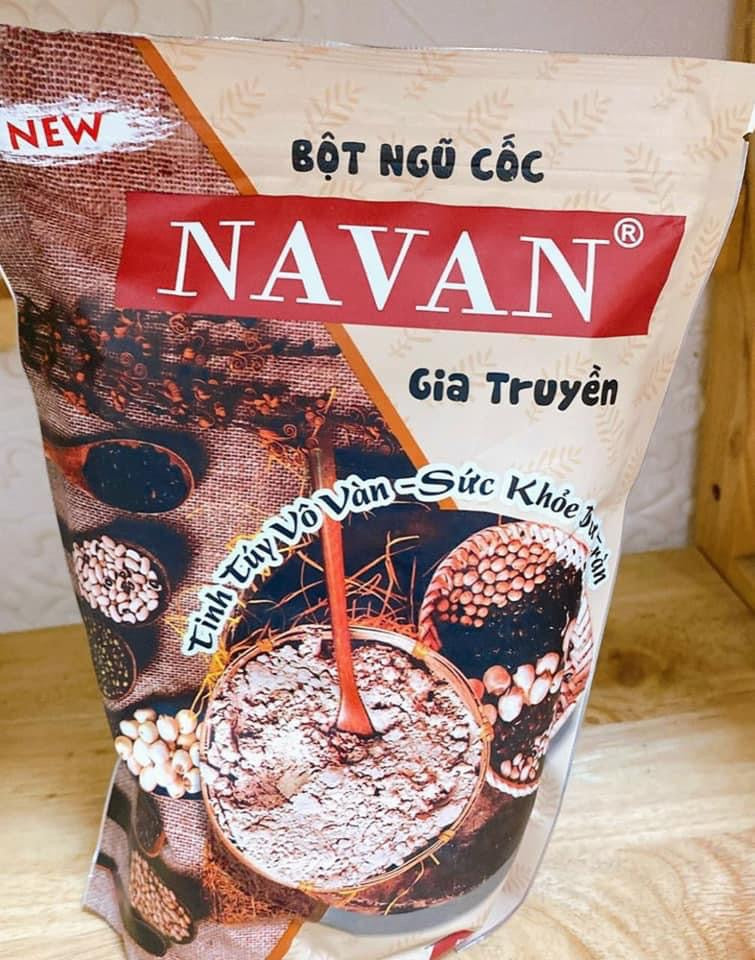 NEW
BỘT NGŨ CỐC
NAVAN®
Gia Truyền
Tinh Túy Vô Vàn - Sức Khỏe